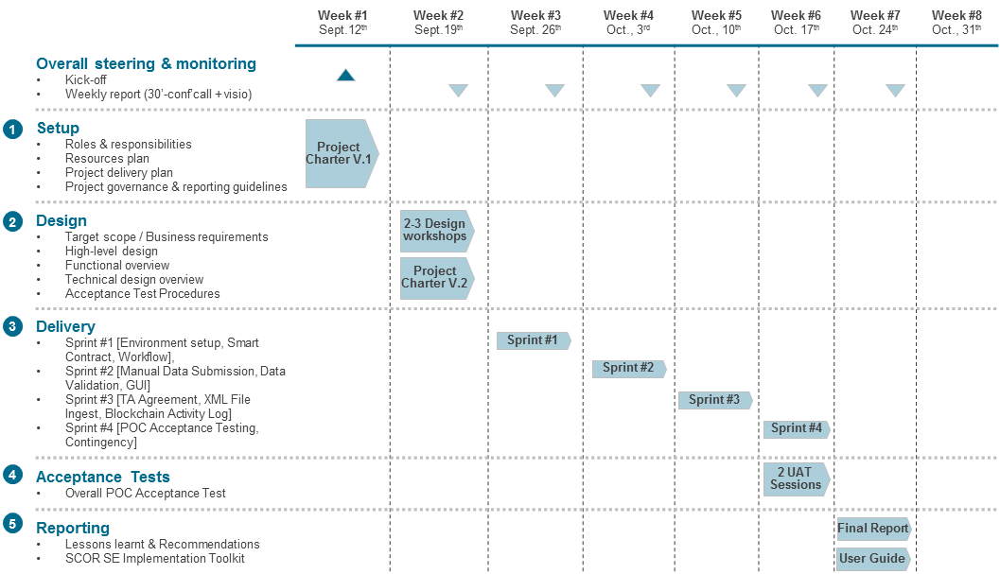 Week #1 Week #2 Week #3 Week #4 Week #5 Week #6 Week #7 Week #8
Sept. 12th Sept. 19th Sept. 26th Oct., 3rd Oct., 10th Oct. 17th Oct. 24th Oct., 31th
Overall steering & monitoring
• Kick-off
• Weekly report (30'-conf'call + visio)
1 Setup
• Roles & responsibilities
• Resources plan
• Project delivery plan
• Project governance & reporting guidelines
Project
Charter V.1
2 Design
• Target scope / Business requirements
• High-level design
• Functional overview
• Technical design overview
• Acceptance Test Procedures
2-3 Design
workshops
Project
Charter V.2
3 Delivery
• Sprint #1 [Environment setup, Smart
Contract, Workflow],
• Sprint #2 [Manual Data Submission, Data
Validation, GUI]
• Sprint #3 [TA Agreement, XML File
Ingest, Blockchain Activity Log]
• Sprint #4 [POC Acceptance Testing,
Contingency]
Sprint #1
Sprint #2
Sprint #3
Sprint #4
4 Acceptance Tests
• Overall POC Acceptance Test
2 UAT
Sessions
5 Reporting
• Lessons learnt & Recommendations
• SCOR SE Implementation Toolkit
Final Report
User Guide